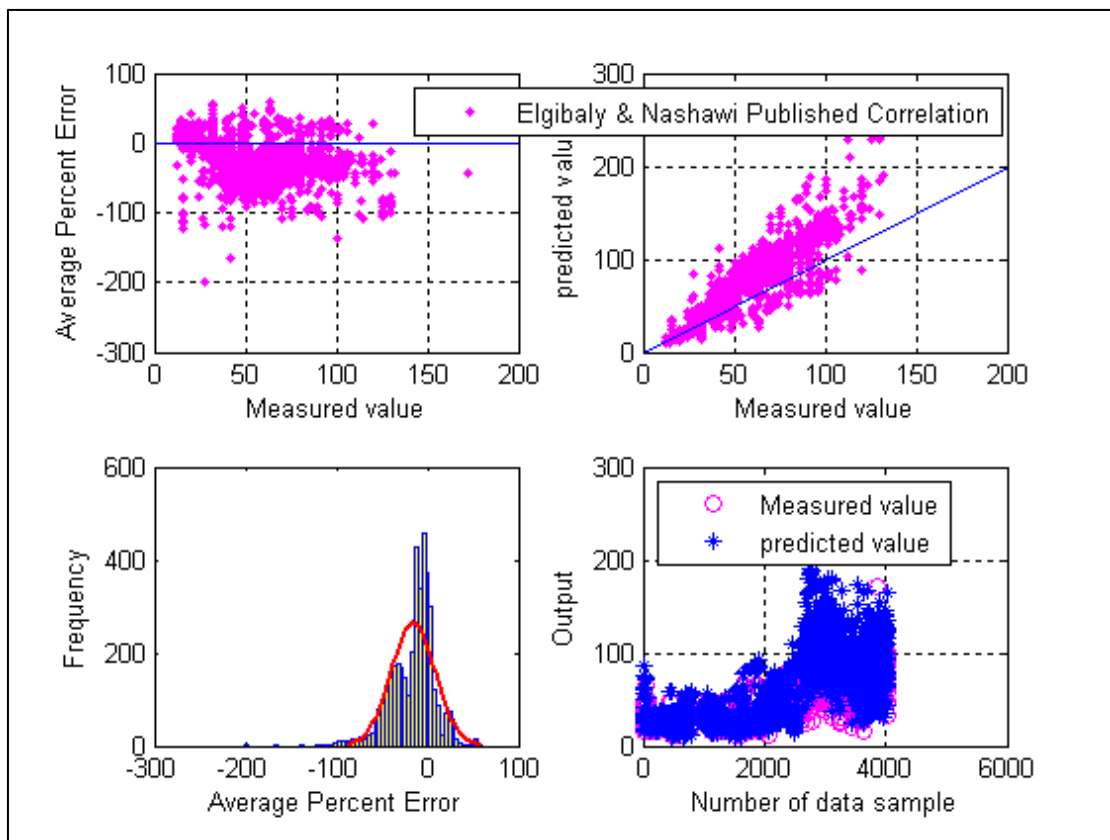 100
0
-100
-200
-300
Average Percent Error
0 50 100 150 200
Measured value
300
200
100
0
0 50 100 150 200
Measured value
Elgibaly & Nashawi Published Correlation
predicted valu
600
400
200
0
Frequency
-300 -200 -100 0 100
Average Percent Error
300
200
100
0
Output
Measured value
predicted value
0 2000 4000 6000
Number of data sample